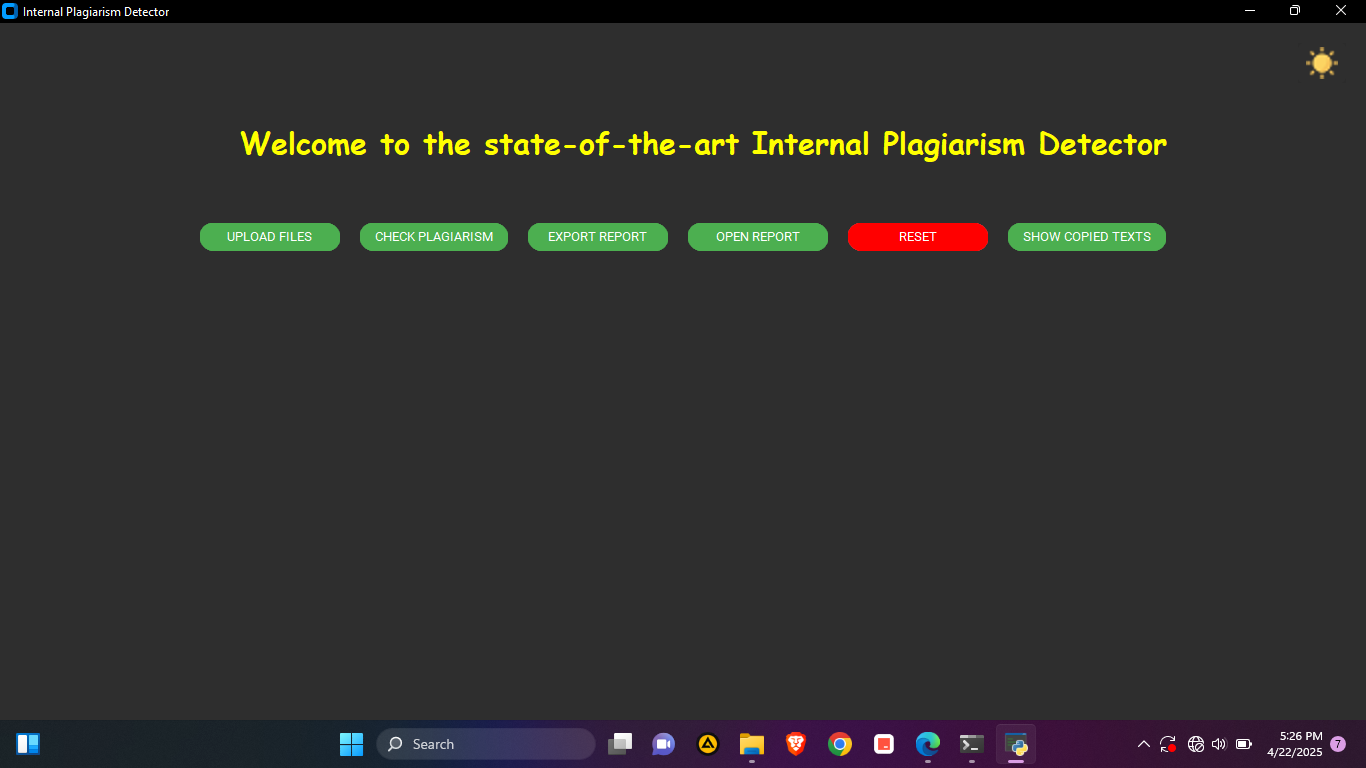 Internal Plagiarism Detector
Welcome to the state-of-the-art Internal Plagiarism Detector
UPLOAD FILES CHECK PLAGIARISM EXPORT REPORT OPEN REPORT RESET SHOW COPIED TEXTS
Search
5:26 PM
4/22/2025
7